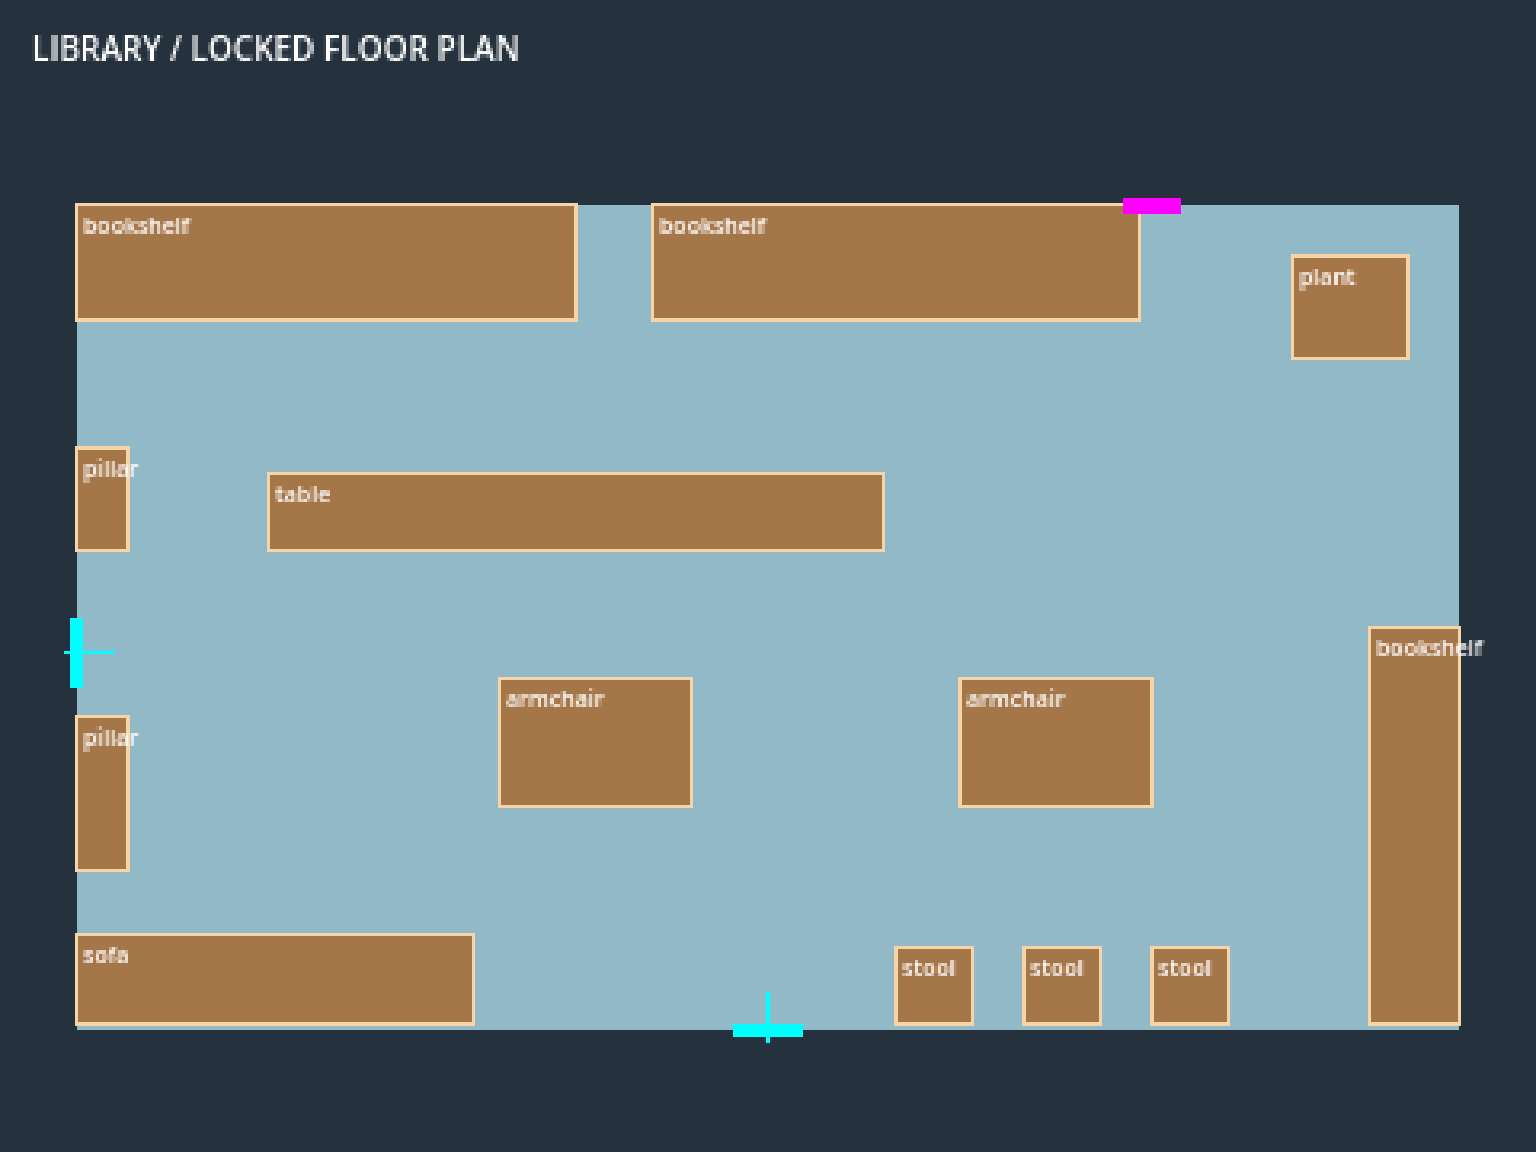 LIBRARY / LOCKED FLOOR PLAN
bookshelf
bookshelf
plant
pillar
table
bookshelf
armchair
armchair
pillar
sofa
stool
stool
stool